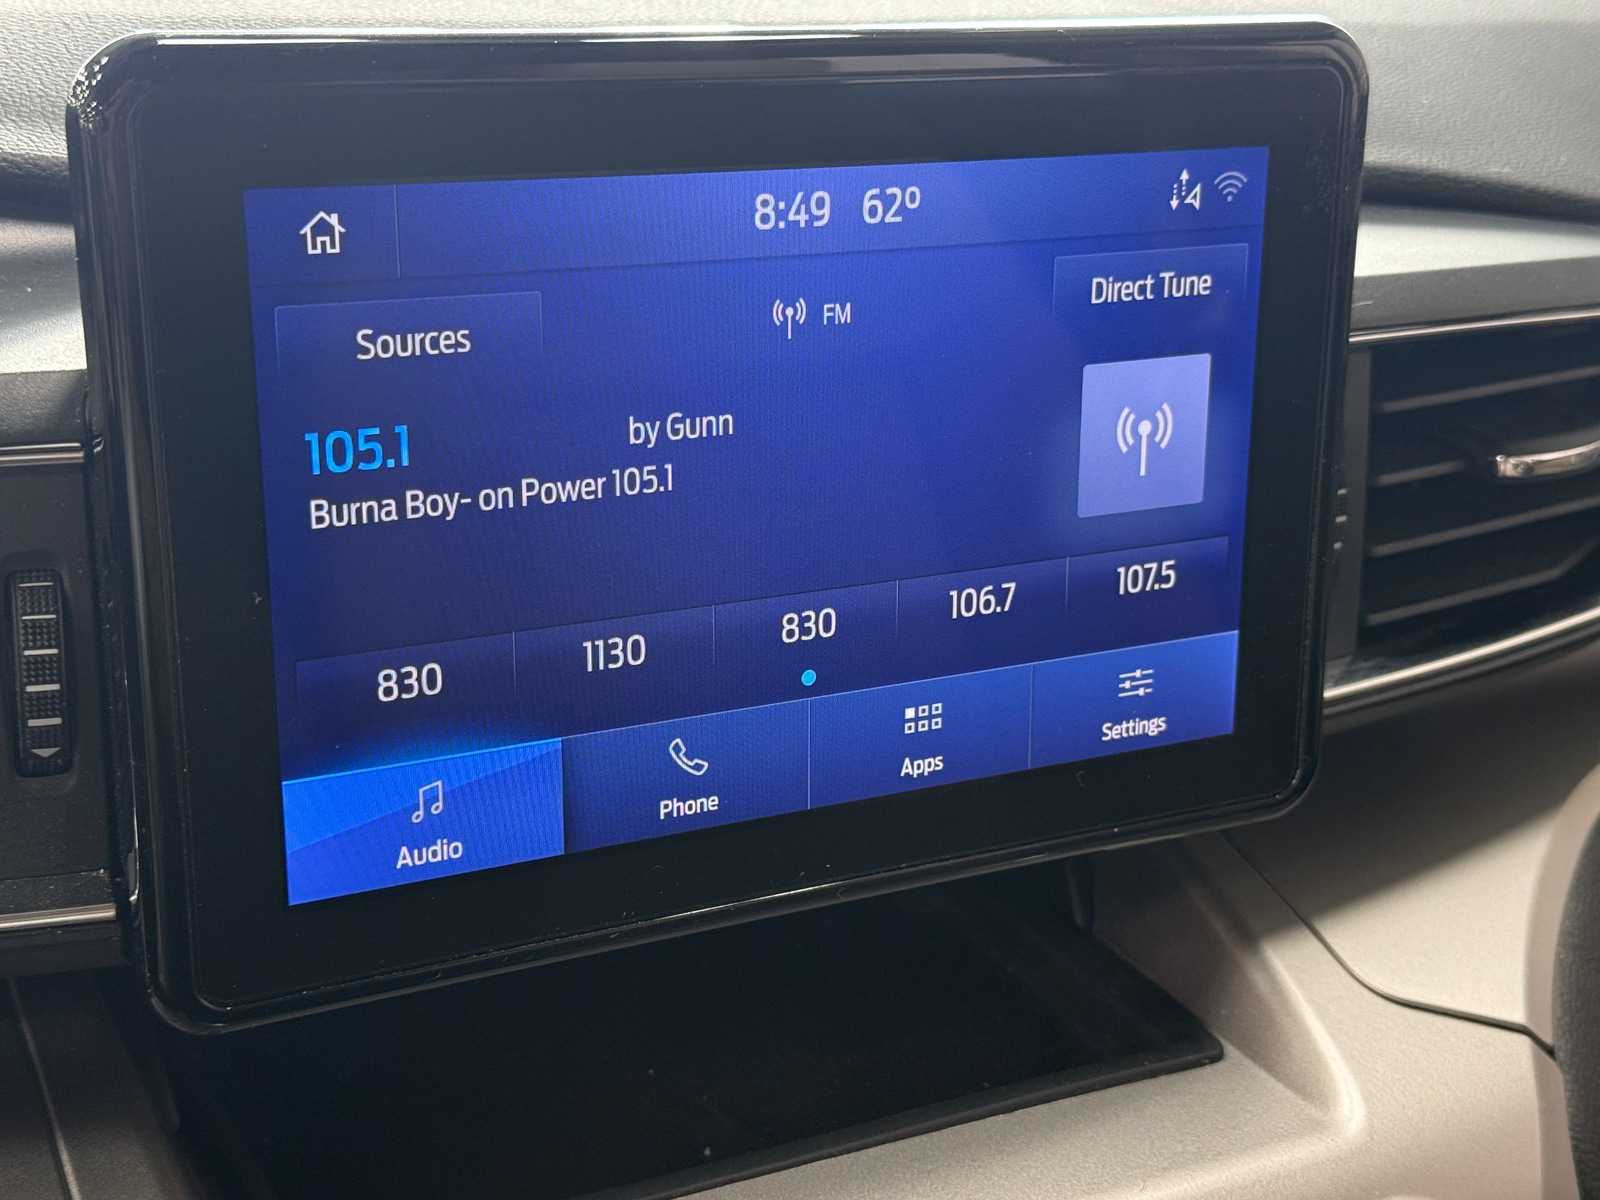 8:49 62º
Sources
FM
Direct Tune
105.1
by Gunn
Burna Boy- on Power 105.1
830
1130
830
106.7
107.5
Audio
Phone
Apps
Settings